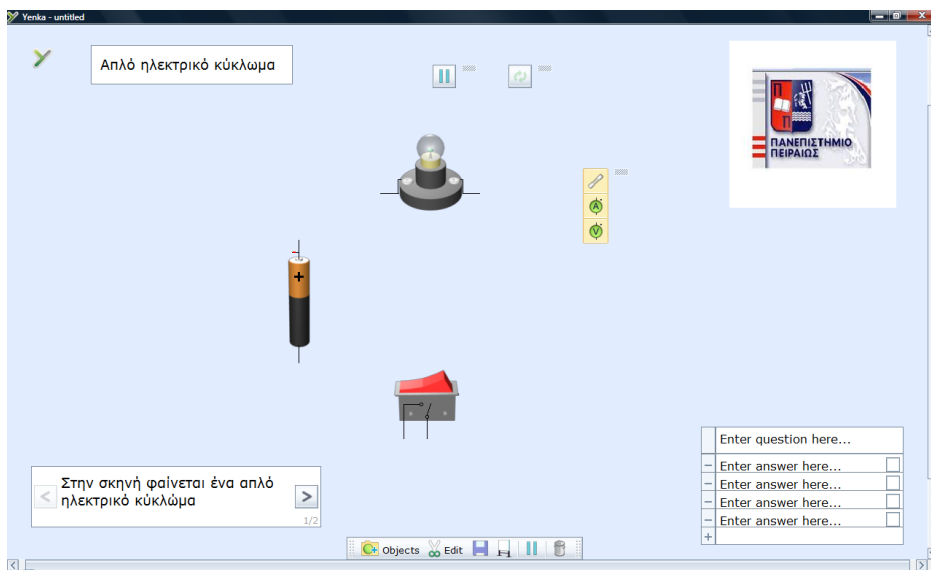 Yenka - untitled
Απλό ηλεκτρικό κύκλωμα
Π
Π
ΠΑΝΕΠΙΣΤΗΜΙΟ
ΠΕΙΡΑΙΩΣ
A
V
+
Enter question here...
Enter answer here...
Enter answer here...
Enter answer here...
Enter answer here...
+
Στην σκηνή φαίνεται ένα απλό
ηλεκτρικό κύκλώμα
< >
1/2
Objects Edit